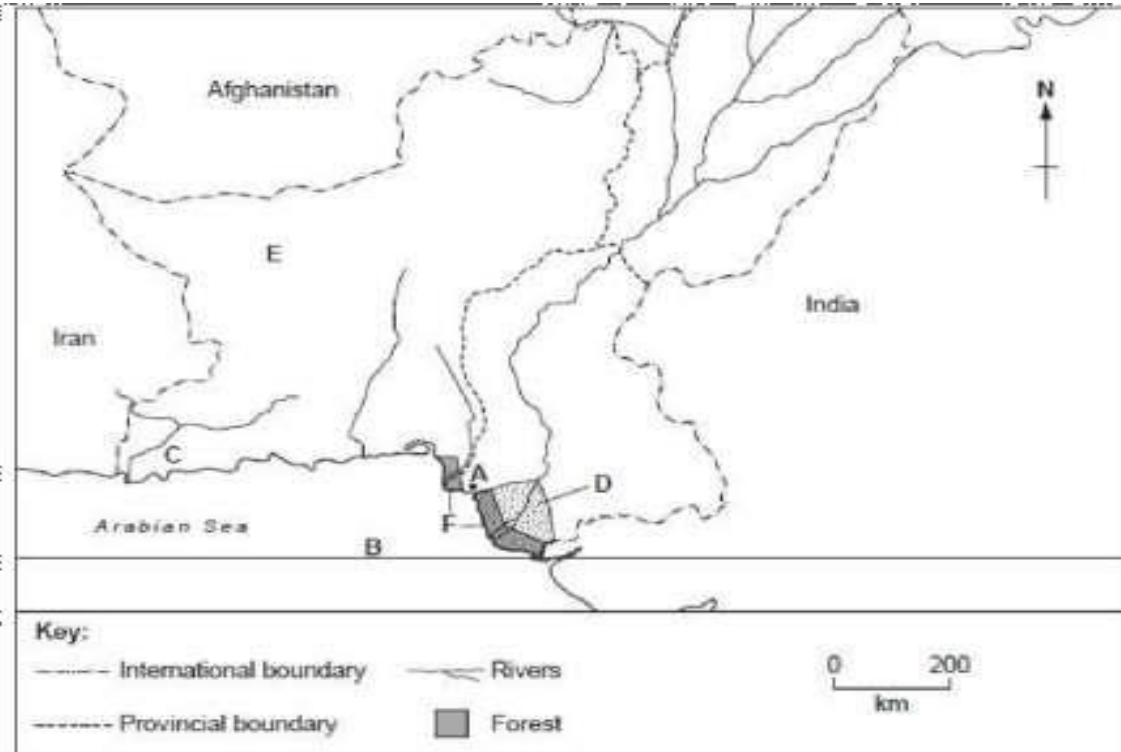 Afghanistan
N
E
India
Iran
C
A
D
F
Arabian Sea
B
Key:
International boundary
Rivers
0 200
km
Provincial boundary
Forest